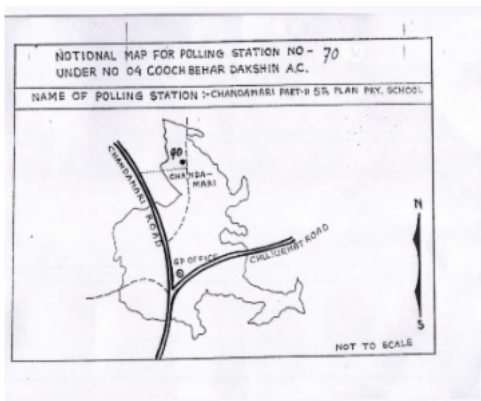 NOTIONAL MAP FOR POLLING STATION NO- 70
UNDER NO 04 COOCH BEHAR DAKSHIN A.C.
NAME OF POLLING STATION :- CHANDAMARI PART-II 5TH PLAN PRY. SCHOOL
70
CHANDA-
MARI
CHANDAMARI ROAD
N
GP OFFICE
CHILKIRHAT ROAD
S
NOT TO SCALE